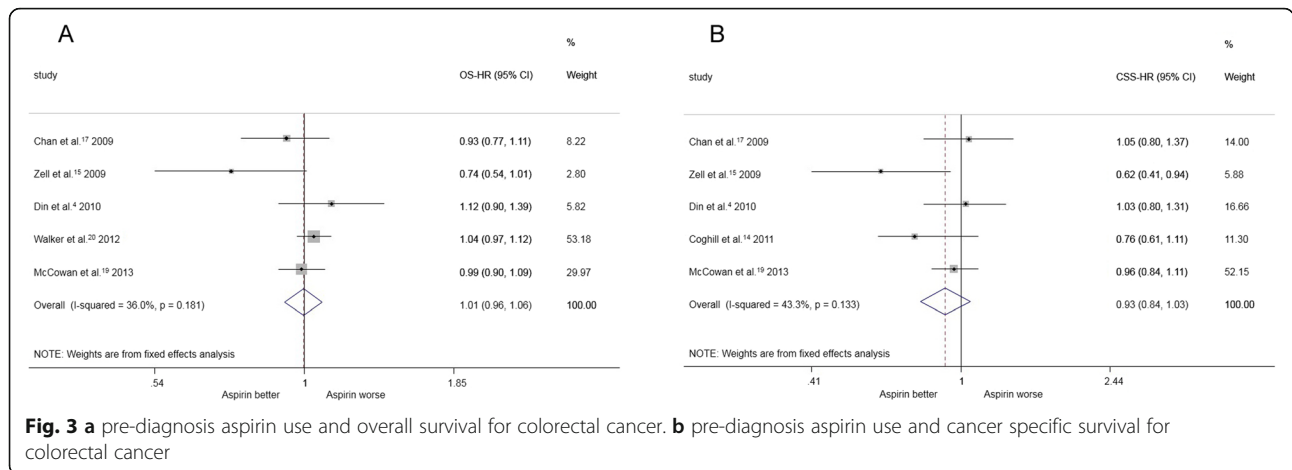 A
%
study OS-HR (95% CI) Weight
Chan et al.¹⁷ 2009 0.93 (0.77, 1.11) 8.22
Zell et al.¹⁵ 2009 0.74 (0.54, 1.01) 2.80
Din et al.⁴ 2010 1.12 (0.90, 1.39) 5.82
Walker et al.²⁰ 2012 1.04 (0.97, 1.12) 53.18
McCowan et al.¹⁹ 2013 0.99 (0.90, 1.09) 29.97
Overall (I-squared = 36.0%, p = 0.181) 1.01 (0.96, 1.06) 100.00
NOTE: Weights are from fixed effects analysis
.54 1 1.85
Aspirin better Aspirin worse
B
%
study CSS-HR (95% CI) Weight
Chan et al.¹⁷ 2009 1.05 (0.80, 1.37) 14.00
Zell et al.¹⁵ 2009 0.62 (0.41, 0.94) 5.88
Din et al.⁴ 2010 1.03 (0.80, 1.31) 16.66
Coghill et al.¹⁴ 2011 0.76 (0.61, 1.11) 11.30
McCowan et al.¹⁹ 2013 0.96 (0.84, 1.11) 52.15
Overall (I-squared = 43.3%, p = 0.133) 0.93 (0.84, 1.03) 100.00
NOTE: Weights are from fixed effects analysis
.41 1 2.44
Aspirin better Aspirin worse
Fig. 3 a pre-diagnosis aspirin use and overall survival for colorectal cancer. b pre-diagnosis aspirin use and cancer specific survival for
colorectal cancer